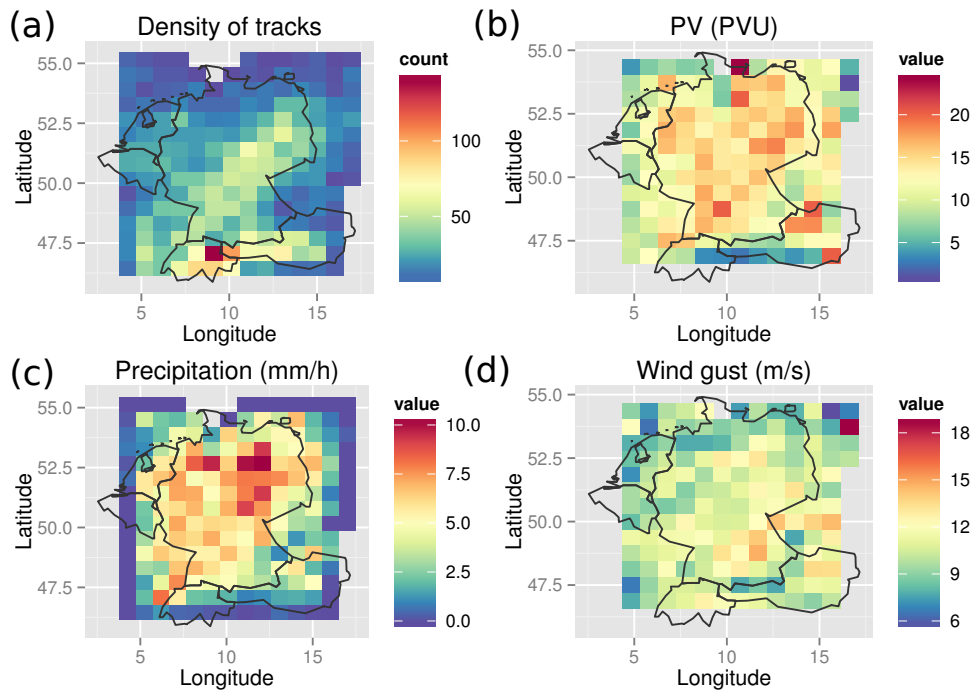 (a)
Density of tracks
Latitude
55.0
52.5
50.0
47.5
5
10
15
Longitude
count
100
50
(b)
PV (PVU)
Latitude
55.0
52.5
50.0
47.5
5
10
15
Longitude
value
20
15
10
5
(c)
Precipitation (mm/h)
Latitude
55.0
52.5
50.0
47.5
5
10
15
Longitude
value
10.0
7.5
5.0
2.5
0.0
(d)
Wind gust (m/s)
Latitude
55.0
52.5
50.0
47.5
5
10
15
Longitude
value
18
15
12
9
6